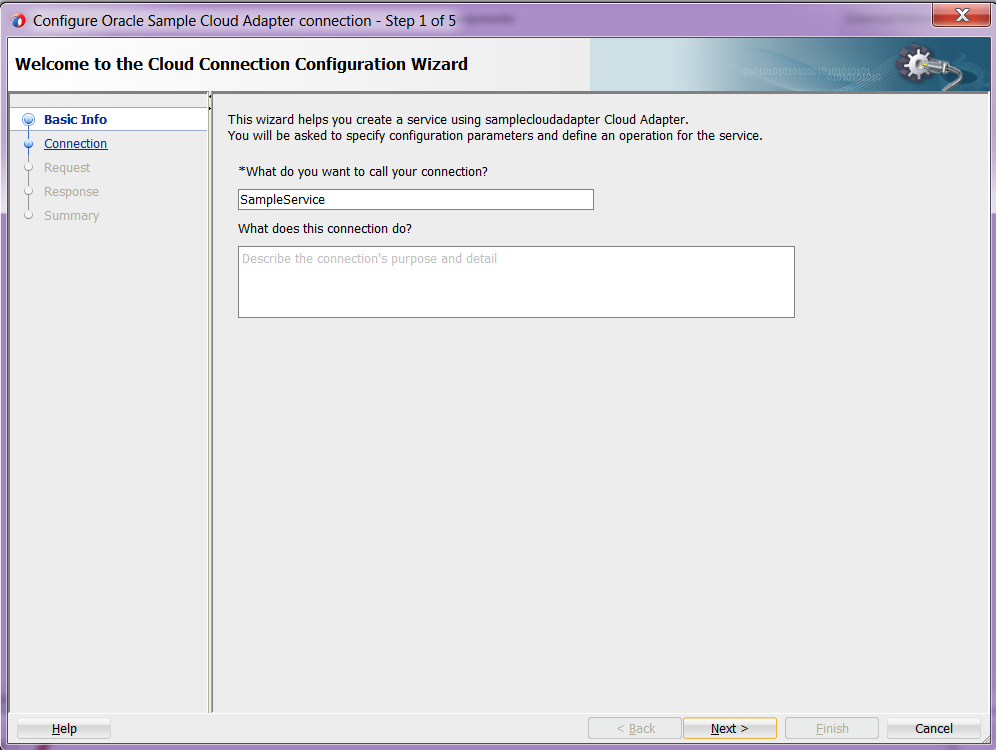 Configure Oracle Sample Cloud Adapter connection - Step 1 of 5
Welcome to the Cloud Connection Configuration Wizard
Basic Info
Connection
Request
Response
Summary
This wizard helps you create a service using samplecloudadapter Cloud Adapter.
You will be asked to specify configuration parameters and define an operation for the service.
*What do you want to call your connection?
SampleService
What does this connection do?
Describe the connection's purpose and detail
Help
< Back
Next >
Finish
Cancel